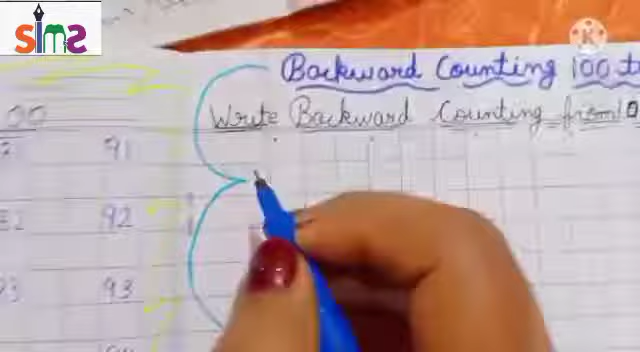 SIMS
Backward Counting 100 t
Write Backward Counting from 10
91
92
93